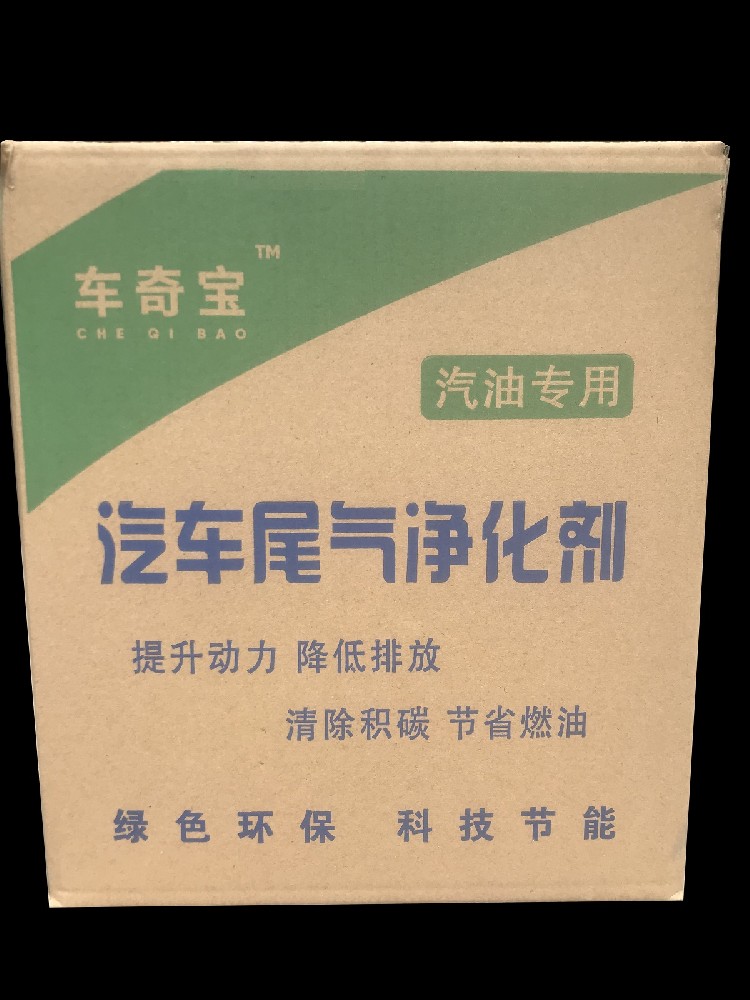 车奇宝™
CHE QI BAO
汽油专用
汽车尾气净化剂
提升动力 降低排放
清除积碳 节省燃油
绿色环保 科技节能